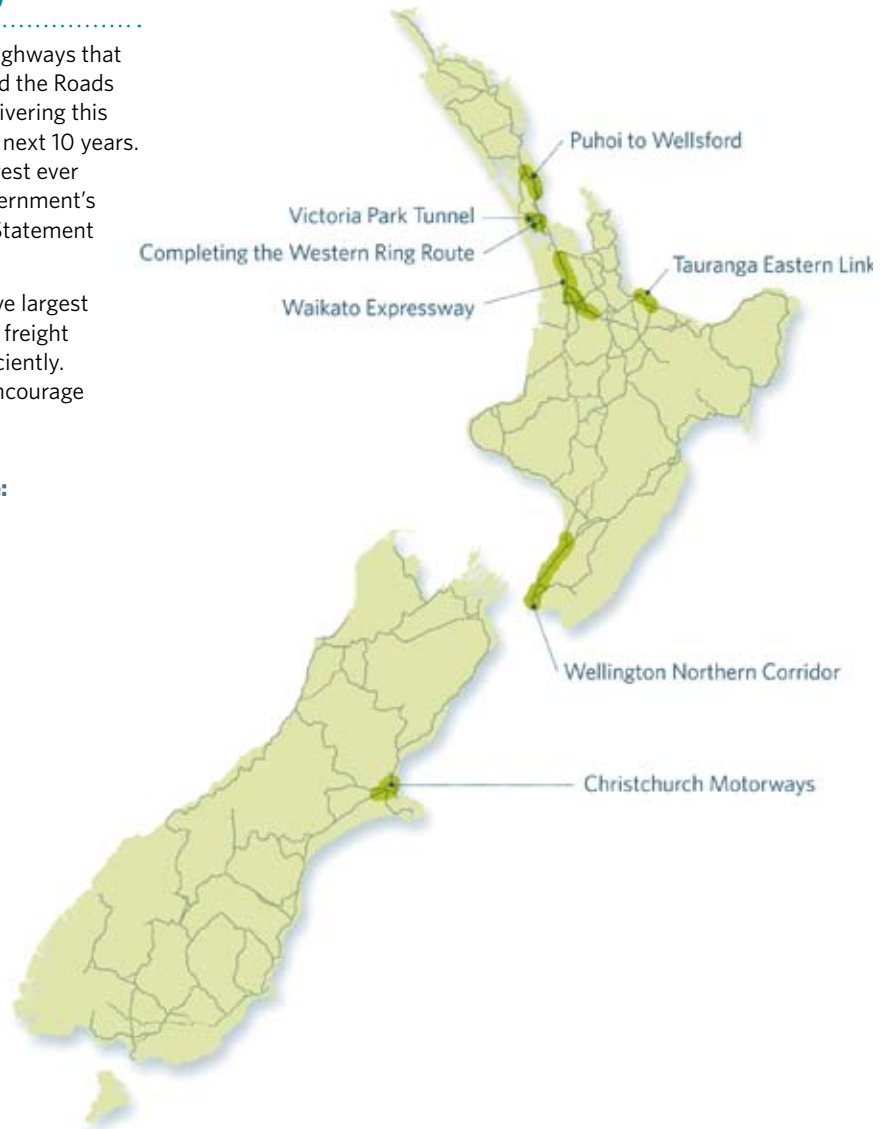 ghways that
d the Roads
ivering this
next 10 years.
est ever
ernment's
Statement
ve largest
freight
ciently.
ncourage
:
Puhoi to Wellsford
Victoria Park Tunnel
Completing the Western Ring Route
Waikato Expressway
Tauranga Eastern Link
Wellington Northern Corridor
Christchurch Motorways